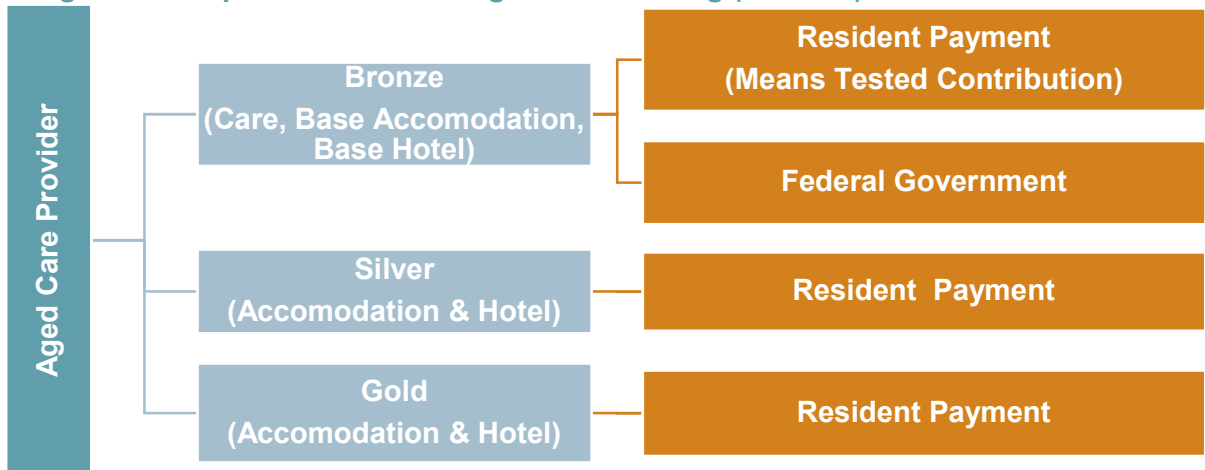 Aged Care Provider
Bronze
(Care, Base Accomodation,
Base Hotel)
Resident Payment
(Means Tested Contribution)
Federal Government
Silver
(Accomodation & Hotel)
Resident Payment
Gold
(Accomodation & Hotel)
Resident Payment